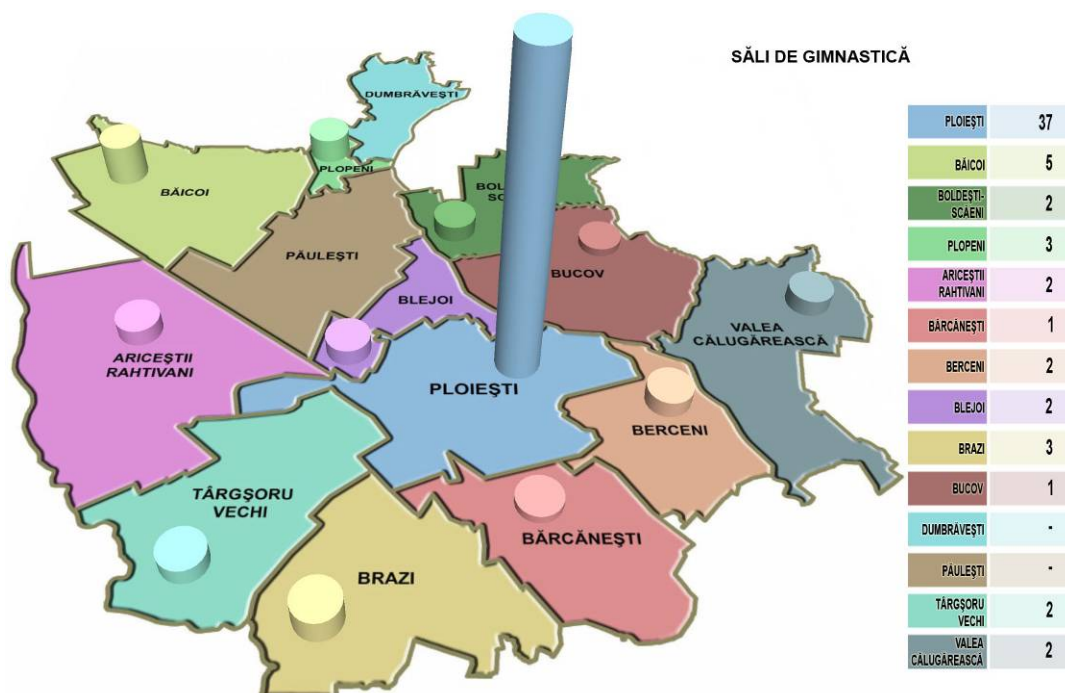 SĂLI DE GIMNASTICĂ
DUMBRĂVEŞTI
PLOPENI
BĂICOI
BOLDE
SC
PĂULEŞTI
BUCOV
BLEJOI
VALEA
CĂLUGĂREASCĂ
ARICEŞTII
RAHTIVANI
PLOIEŞTI
BERCENI
TÂRGŞORU
VECHI
BĂRCĂNEŞTI
BRAZI
PLOIEŞTI 37
BĂICOI 5
BOLDEŞTI-
SCĂENI 2
PLOPENI 3
ARICEŞTII
RAHTIVANI 2
BĂRCĂNEŞTI 1
BERCENI 2
BLEJOI 2
BRAZI 3
BUCOV 1
DUMBRĂVEŞTI -
PĂULEŞTI -
TÂRGŞORU
VECHI 2
VALEA
CĂLUGĂREASCĂ 2